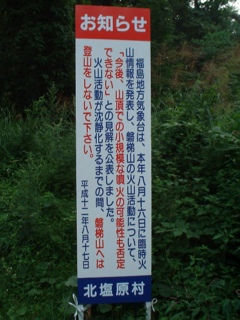 お知らせ
福島地方気象台は、本年八月十六日に臨時火
山情報を発表し、磐梯山の火山活動について、
「今後、山頂での小規模な噴火の可能性も否定
できない」との見解を公表しました。
火山活動が沈静化するまでの間、磐梯山へは
登山をしないで下さい。
平成十二年八月十七日
北塩原村